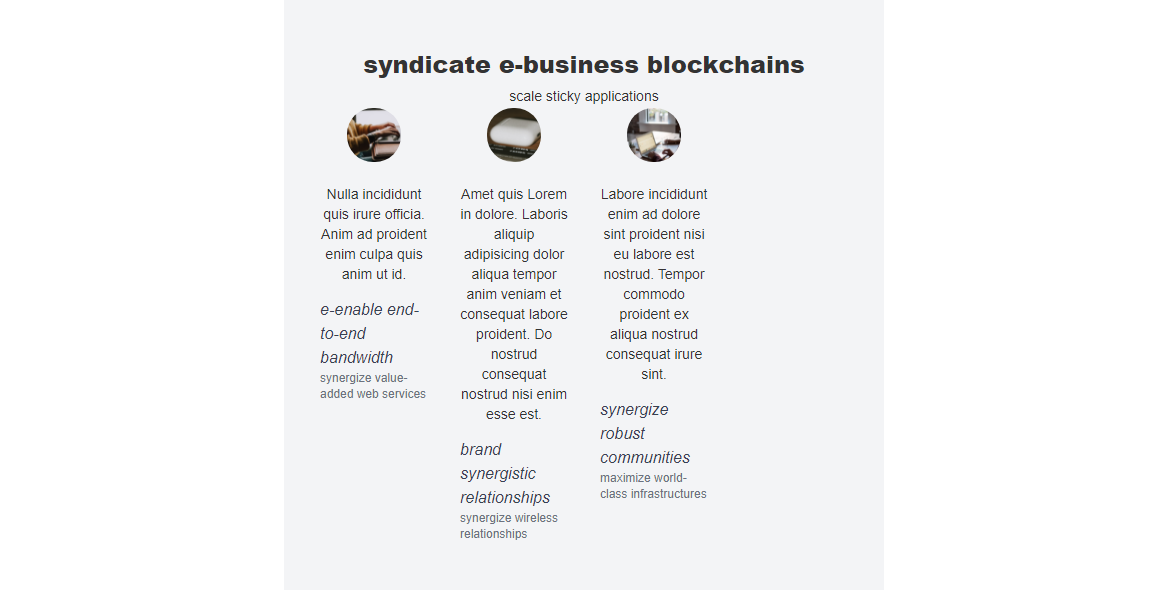 syndicate e-business blockchains
scale sticky applications
Nulla incididunt
quis irure officia.
Anim ad proident
enim culpa quis
anim ut id.
e-enable end-
to-end
bandwidth
synergize value-
added web services
Amet quis Lorem
in dolore. Laboris
aliquip
adipisicing dolor
aliqua tempor
anim veniam et
consequat labore
proident. Do
nostrud
consequat
nostrud nisi enim
esse est.
brand
synergistic
relationships
synergize wireless
relationships
Labore incididunt
enim ad dolore
sint proident nisi
eu labore est
nostrud. Tempor
commodo
proident ex
aliqua nostrud
consequat irure
sint.
synergize
robust
communities
maximize world-
class infrastructures